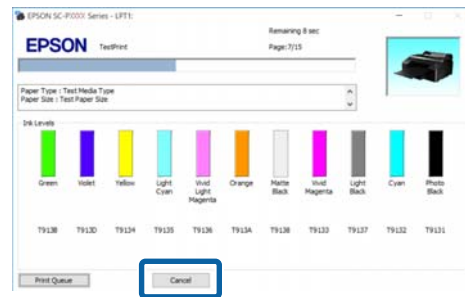 EPSON SC-PXXXX Series - LPT1:
EPSON TestPrint
Remaining 8 sec
Page: 7/15
Paper Type : Test Media Type
Paper Size : Test Paper Size
Ink Levels
Green Violet Yellow Light Cyan Vivid Light Magenta Orange Matte Black Vivid Magenta Light Black Cyan Photo Black
T913B T913D T9134 T9135 T9136 T913A T9138 T9133 T9137 T9132 T9131
Print Queue Cancel